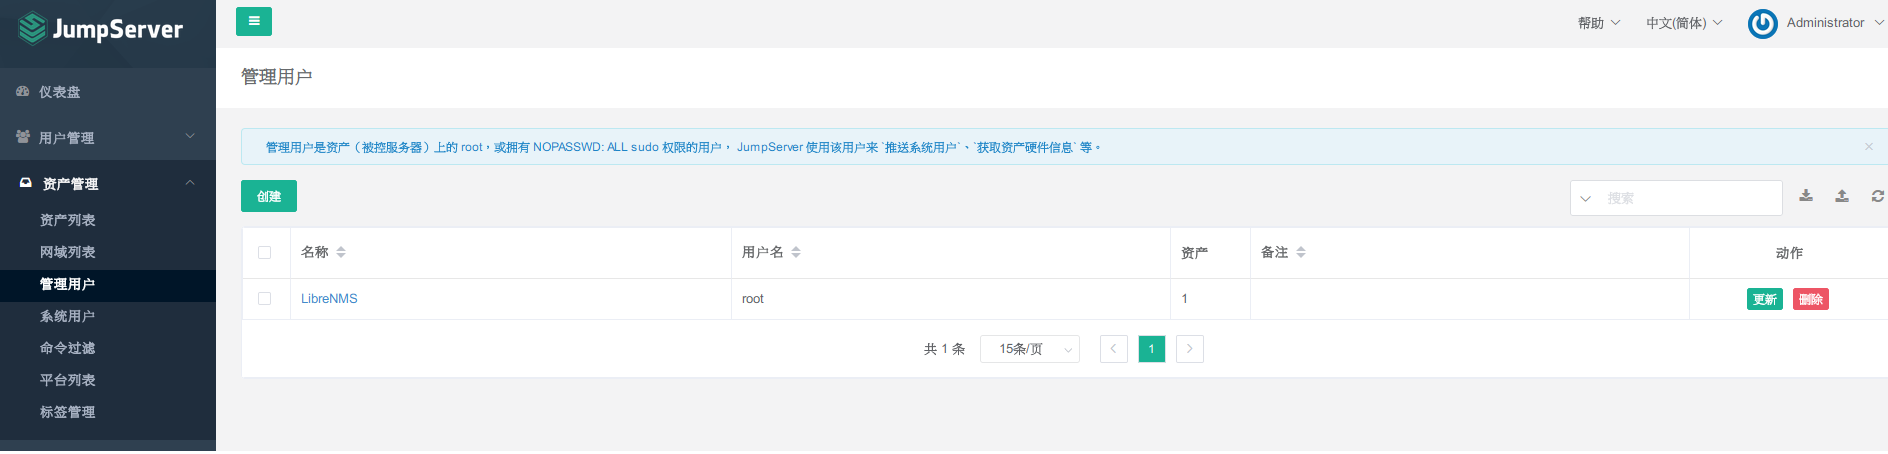 JumpServer
帮助
中文(简体)
Administrator
管理用户
仪表盘
用户管理
资产管理
资产列表
网域列表
管理用户
系统用户
命令过滤
平台列表
标签管理
管理用户是资产（被控服务器）上的 root，或拥有 NOPASSWD: ALL sudo 权限的用户， JumpServer 使用该用户来 `推送系统用户`、`获取资产硬件信息` 等。
创建
搜索
名称 用户名 资产 备注 动作
LibreNMS root 1 更新 删除
共 1 条 15条/页 1